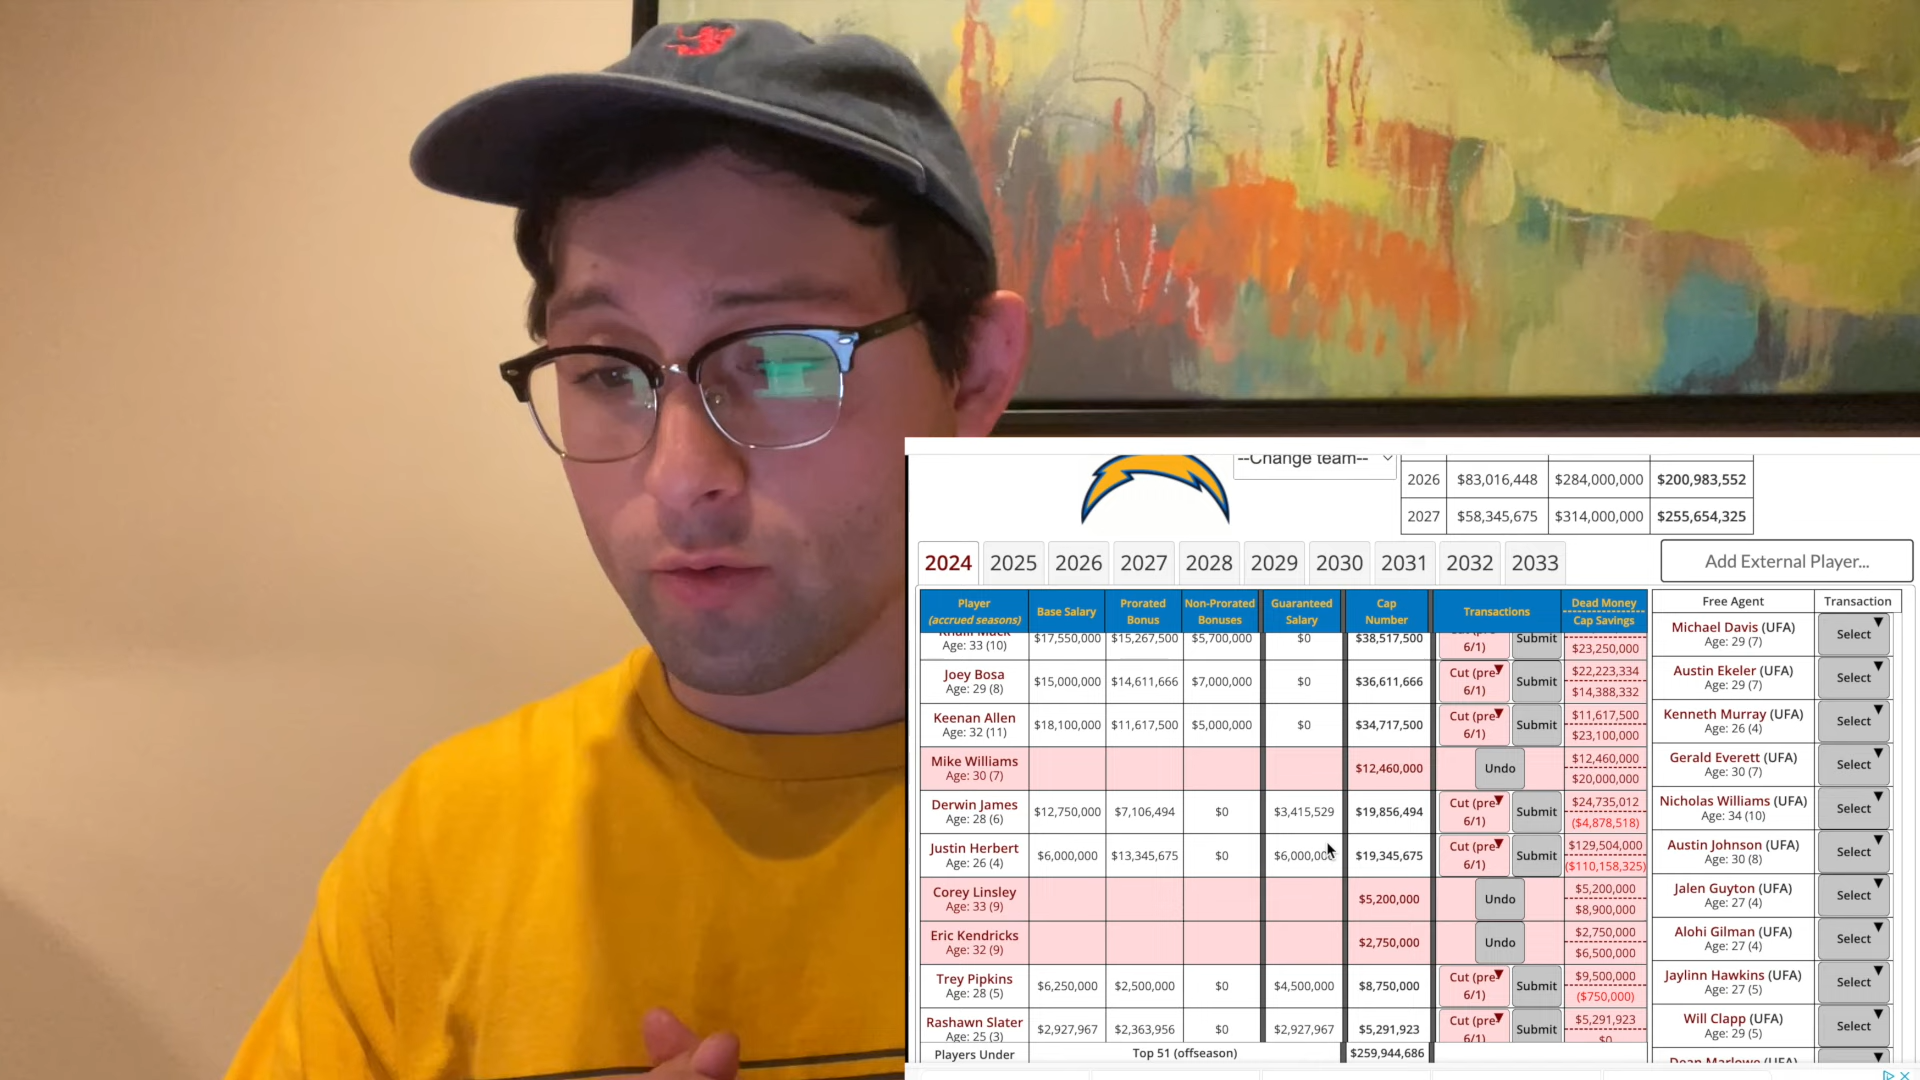 --Change team--
2026 $83,016,448 $284,000,000 $200,983,552
2027 $58,345,675 $314,000,000 $255,654,325
2024 2025 2026 2027 2028 2029 2030 2031 2032 2033 Add External Player...
Player (accrued seasons) Base Salary Prorated Bonus Non-Prorated Bonuses Guaranteed Salary Cap Number Transactions Dead Money Cap Savings Free Agent Transaction
Khalil Mack $17,550,000 $15,267,500 $5,700,000 $0 $38,517,500 Submit
Age: 33 (10) 6/1) $23,250,000
Joey Bosa $15,000,000 $14,611,666 $7,000,000 $0 $36,611,666 Cut (pre Submit $22,223,334
Age: 29 (8) 6/1) $14,388,332
Keenan Allen $18,100,000 $11,617,500 $5,000,000 $0 $34,717,500 Cut (pre Submit $11,617,500
Age: 32 (11) 6/1) $23,100,000
Mike Williams $12,460,000 Undo $12,460,000
Age: 30 (7) $20,000,000
Derwin James $12,750,000 $7,106,494 $0 $3,415,529 $19,856,494 Cut (pre Submit $24,735,012
Age: 28 (6) 6/1) ($4,878,518)
Justin Herbert $6,000,000 $13,345,675 $0 $6,000,000 $19,345,675 Cut (pre Submit $129,504,000
Age: 26 (4) 6/1) ($110,158,325)
Corey Linsley $5,200,000 Undo $5,200,000
Age: 33 (9) $8,900,000
Eric Kendricks $2,750,000 Undo $2,750,000
Age: 32 (9) $6,500,000
Trey Pipkins $6,250,000 $2,500,000 $0 $4,500,000 $8,750,000 Cut (pre Submit $9,500,000
Age: 28 (5) 6/1) ($750,000)
Rashawn Slater $2,927,967 $2,363,956 $0 $2,927,967 $5,291,923 Cut (pre Submit $5,291,923
Age: 25 (3) 6/1) $0
Players Under Top 51 (offseason) $259,944,686
Michael Davis (UFA) Select
Age: 29 (7)
Austin Ekeler (UFA) Select
Age: 29 (7)
Kenneth Murray (UFA) Select
Age: 26 (4)
Gerald Everett (UFA) Select
Age: 30 (7)
Nicholas Williams (UFA) Select
Age: 34 (10)
Austin Johnson (UFA) Select
Age: 30 (8)
Jalen Guyton (UFA) Select
Age: 27 (4)
Alohi Gilman (UFA) Select
Age: 27 (4)
Jaylinn Hawkins (UFA) Select
Age: 27 (5)
Will Clapp (UFA) Select
Age: 29 (5)
Dean Marlowe (UFA)